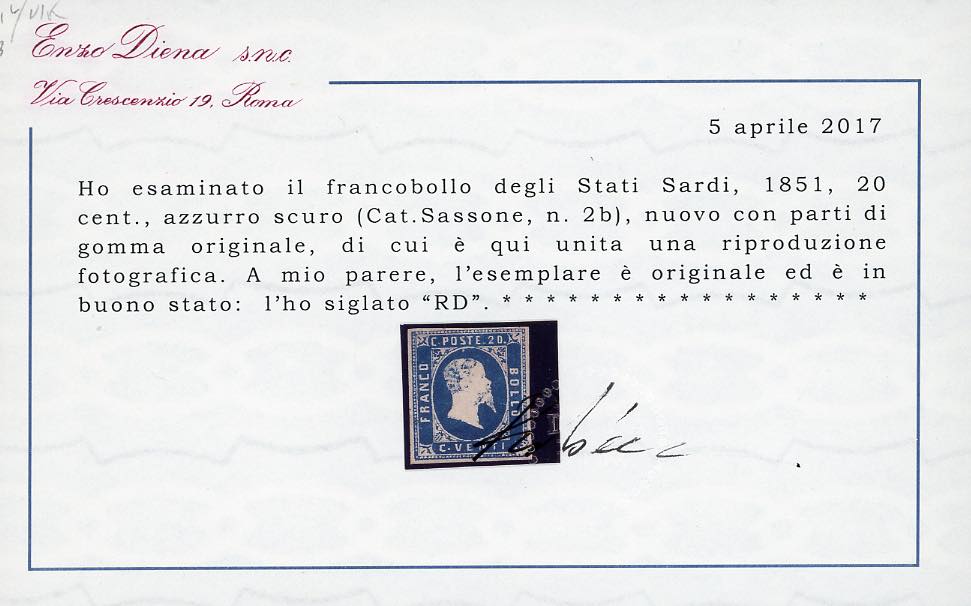 Enzo Diena s.n.c.
Via Crescenzio 19, Roma
5 aprile 2017
Ho esaminato il francobollo degli Stati Sardi, 1851, 20
cent., azzurro scuro (Cat.Sassone, n. 2b), nuovo con parti di
gomma originale, di cui è qui unita una riproduzione
fotografica. A mio parere, l'esemplare è originale ed è in
buono stato: l'ho siglato “RD”. * * * * * * * * * * * * * * * * *
C. POSTE. 20.
FRANCO
BOLLO
C. VENTI